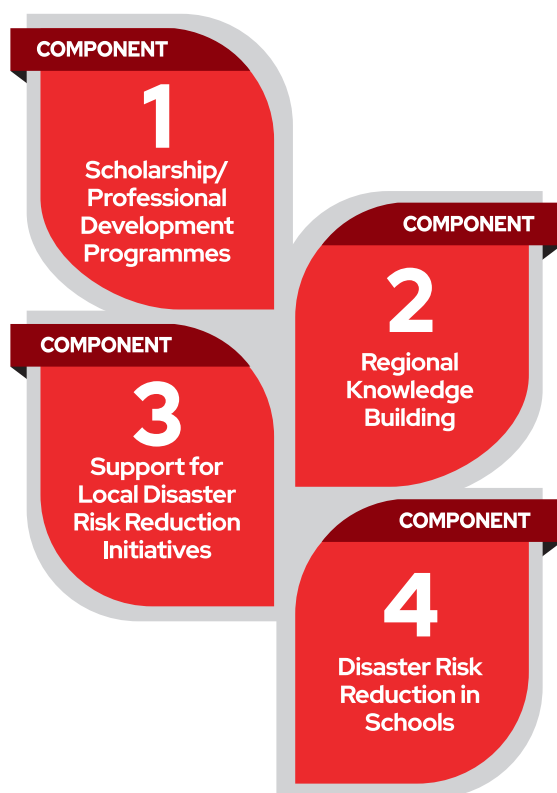 COMPONENT
1
Scholarship/
Professional
Development
Programmes
COMPONENT
2
Regional
Knowledge
Building
COMPONENT
3
Support for
Local Disaster
Risk Reduction
Initiatives
COMPONENT
4
Disaster Risk
Reduction in
Schools